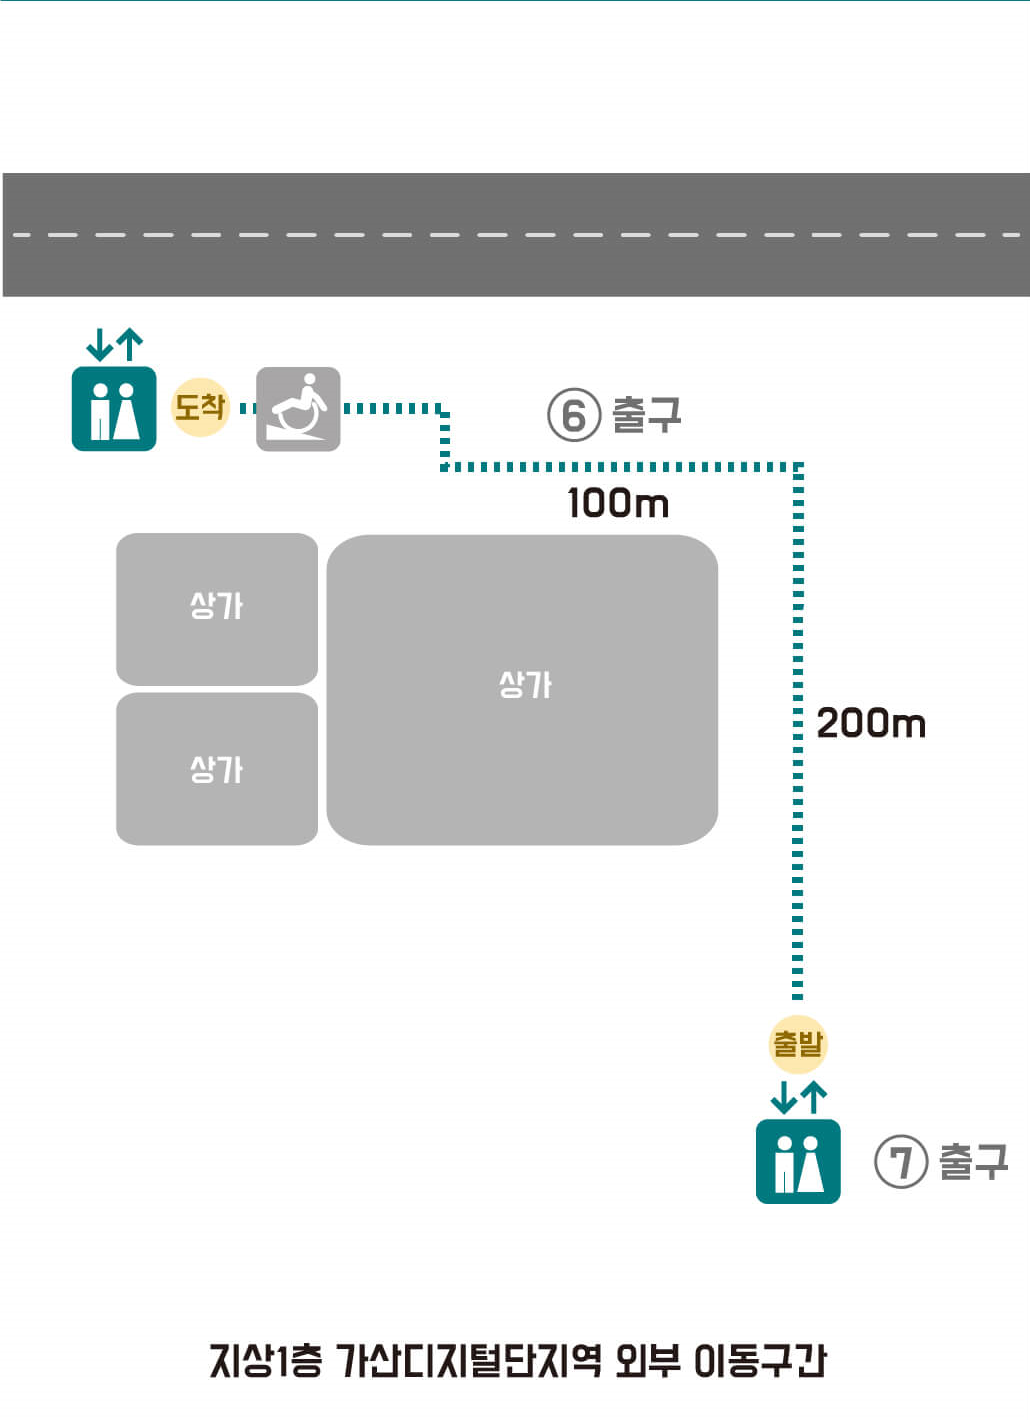 도착
⑥ 출구
100m
상가
상가
상가
200m
출발
⑦ 출구
지상1층 가산디지털단지역 외부 이동구간